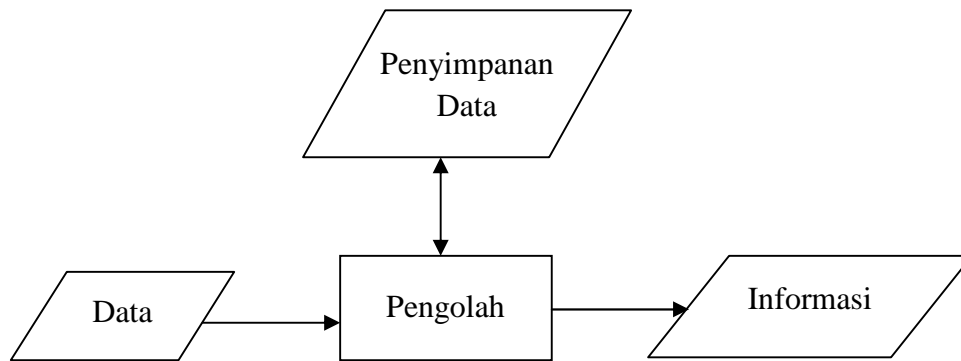 Penyimpanan
Data
Data
Pengolah
Informasi